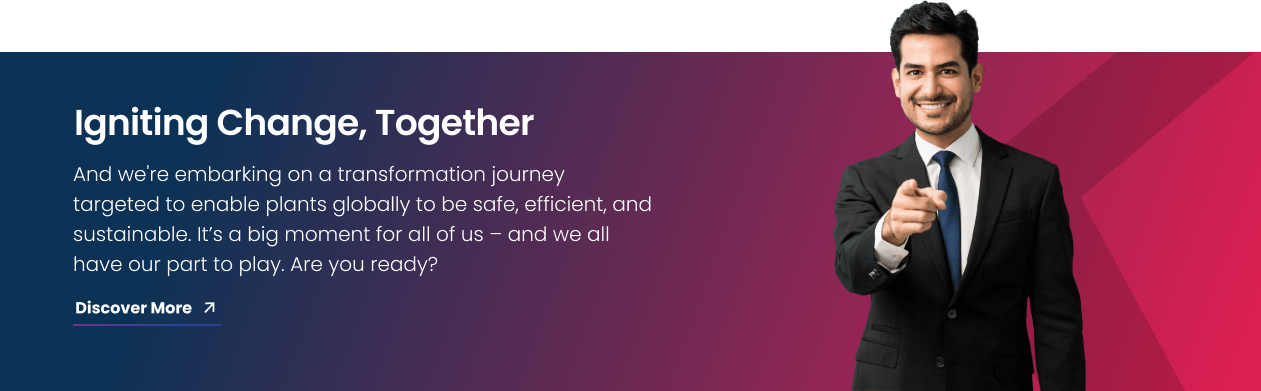 Igniting Change, Together
And we're embarking on a transformation journey
targeted to enable plants globally to be safe, efficient, and
sustainable. It’s a big moment for all of us – and we all
have our part to play. Are you ready?
Discover More